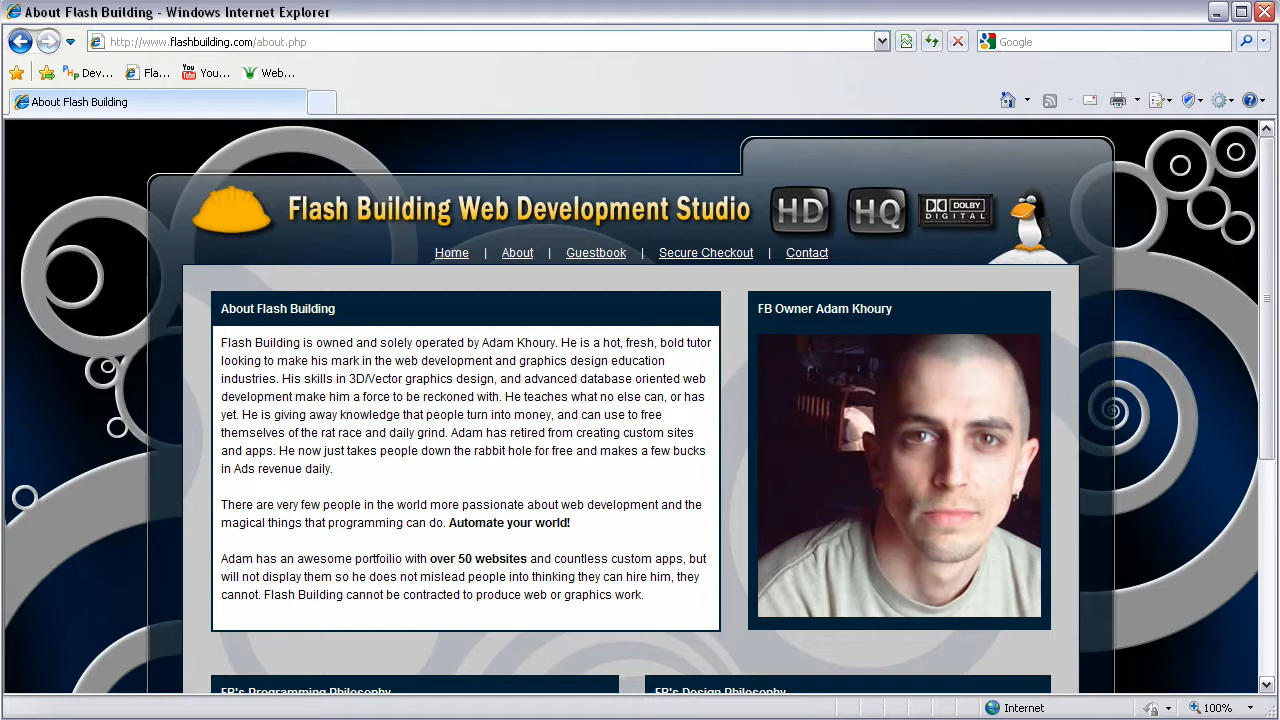 About Flash Building - Windows Internet Explorer
http://www.flashbuilding.com/about.php
Google
PHP Dev...
Fla...
You Tube You...
Web...
About Flash Building
Flash Building Web Development Studio
HD
HQ
DOLBY DIGITAL
Home | About | Guestbook | Secure Checkout | Contact
About Flash Building
Flash Building is owned and solely operated by Adam Khoury. He is a hot, fresh, bold tutor
looking to make his mark in the web development and graphics design education
industries. His skills in 3D/Vector graphics design, and advanced database oriented web
development make him a force to be reckoned with. He teaches what no else can, or has
yet. He is giving away knowledge that people turn into money, and can use to free
themselves of the rat race and daily grind. Adam has retired from creating custom sites
and apps. He now just takes people down the rabbit hole for free and makes a few bucks
in Ads revenue daily.
There are very few people in the world more passionate about web development and the
magical things that programming can do. Automate your world!
Adam has an awesome portfoilio with over 50 websites and countless custom apps, but
will not display them so he does not mislead people into thinking they can hire him, they
cannot. Flash Building cannot be contracted to produce web or graphics work.
FB Owner Adam Khoury
FB's Programming Philosophy
FB's Design Philosophy
Internet
100%